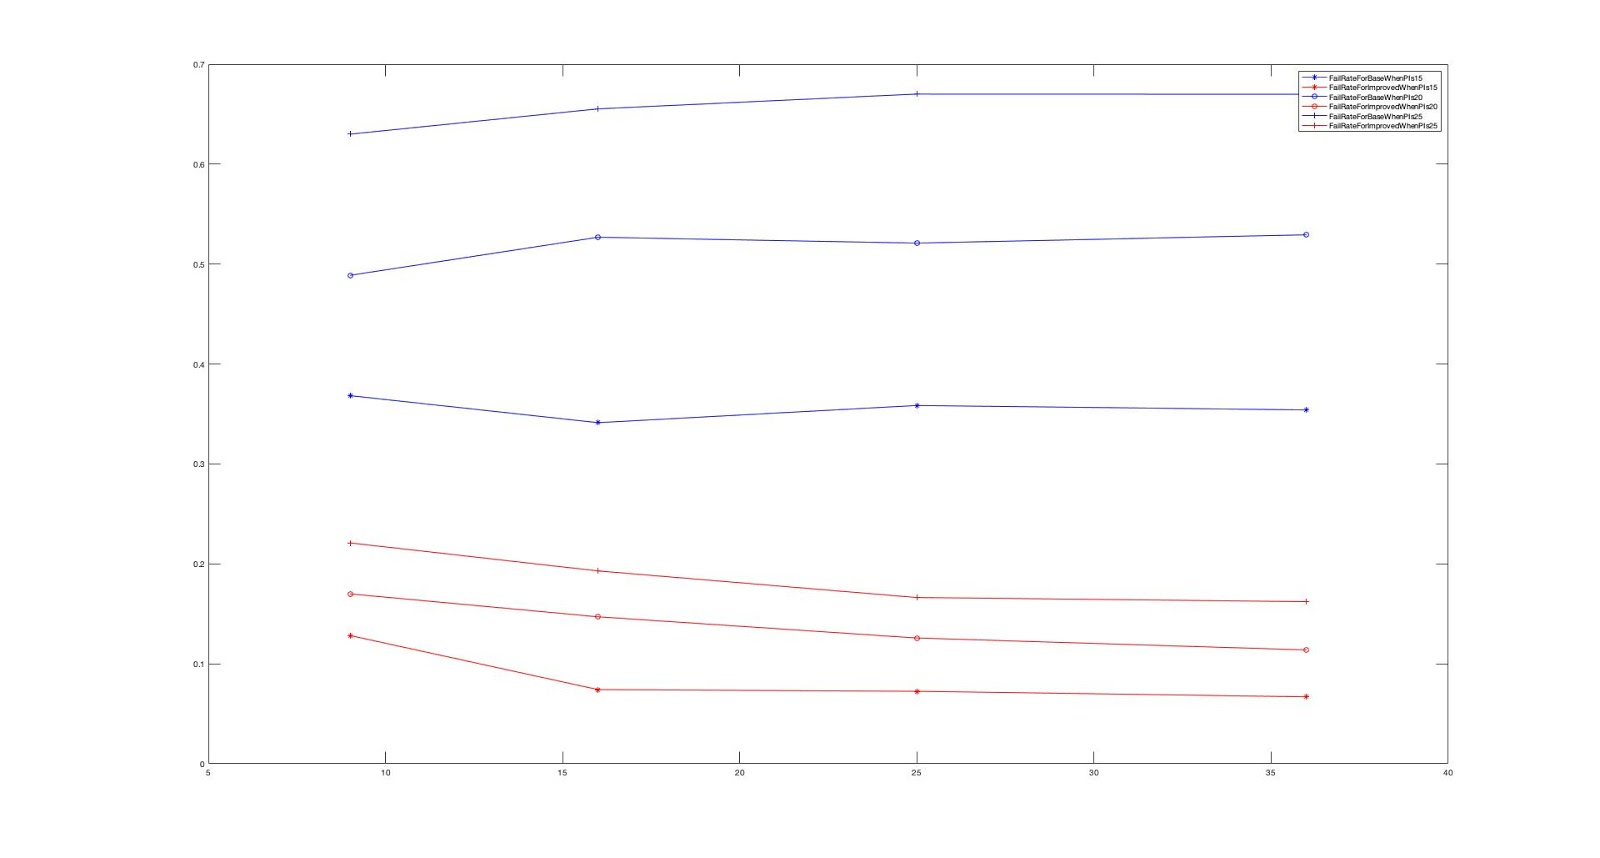 0.7
0.6
0.5
0.4
0.3
0.2
0.1
0
5 10 15 20 25 30 35 40
FailRateForBaseWhenPIs15
FailRateForImprovedWhenPIs15
FailRateForBaseWhenPIs20
FailRateForImprovedWhenPIs20
FailRateForBaseWhenPIs25
FailRateForImprovedWhenPIs25